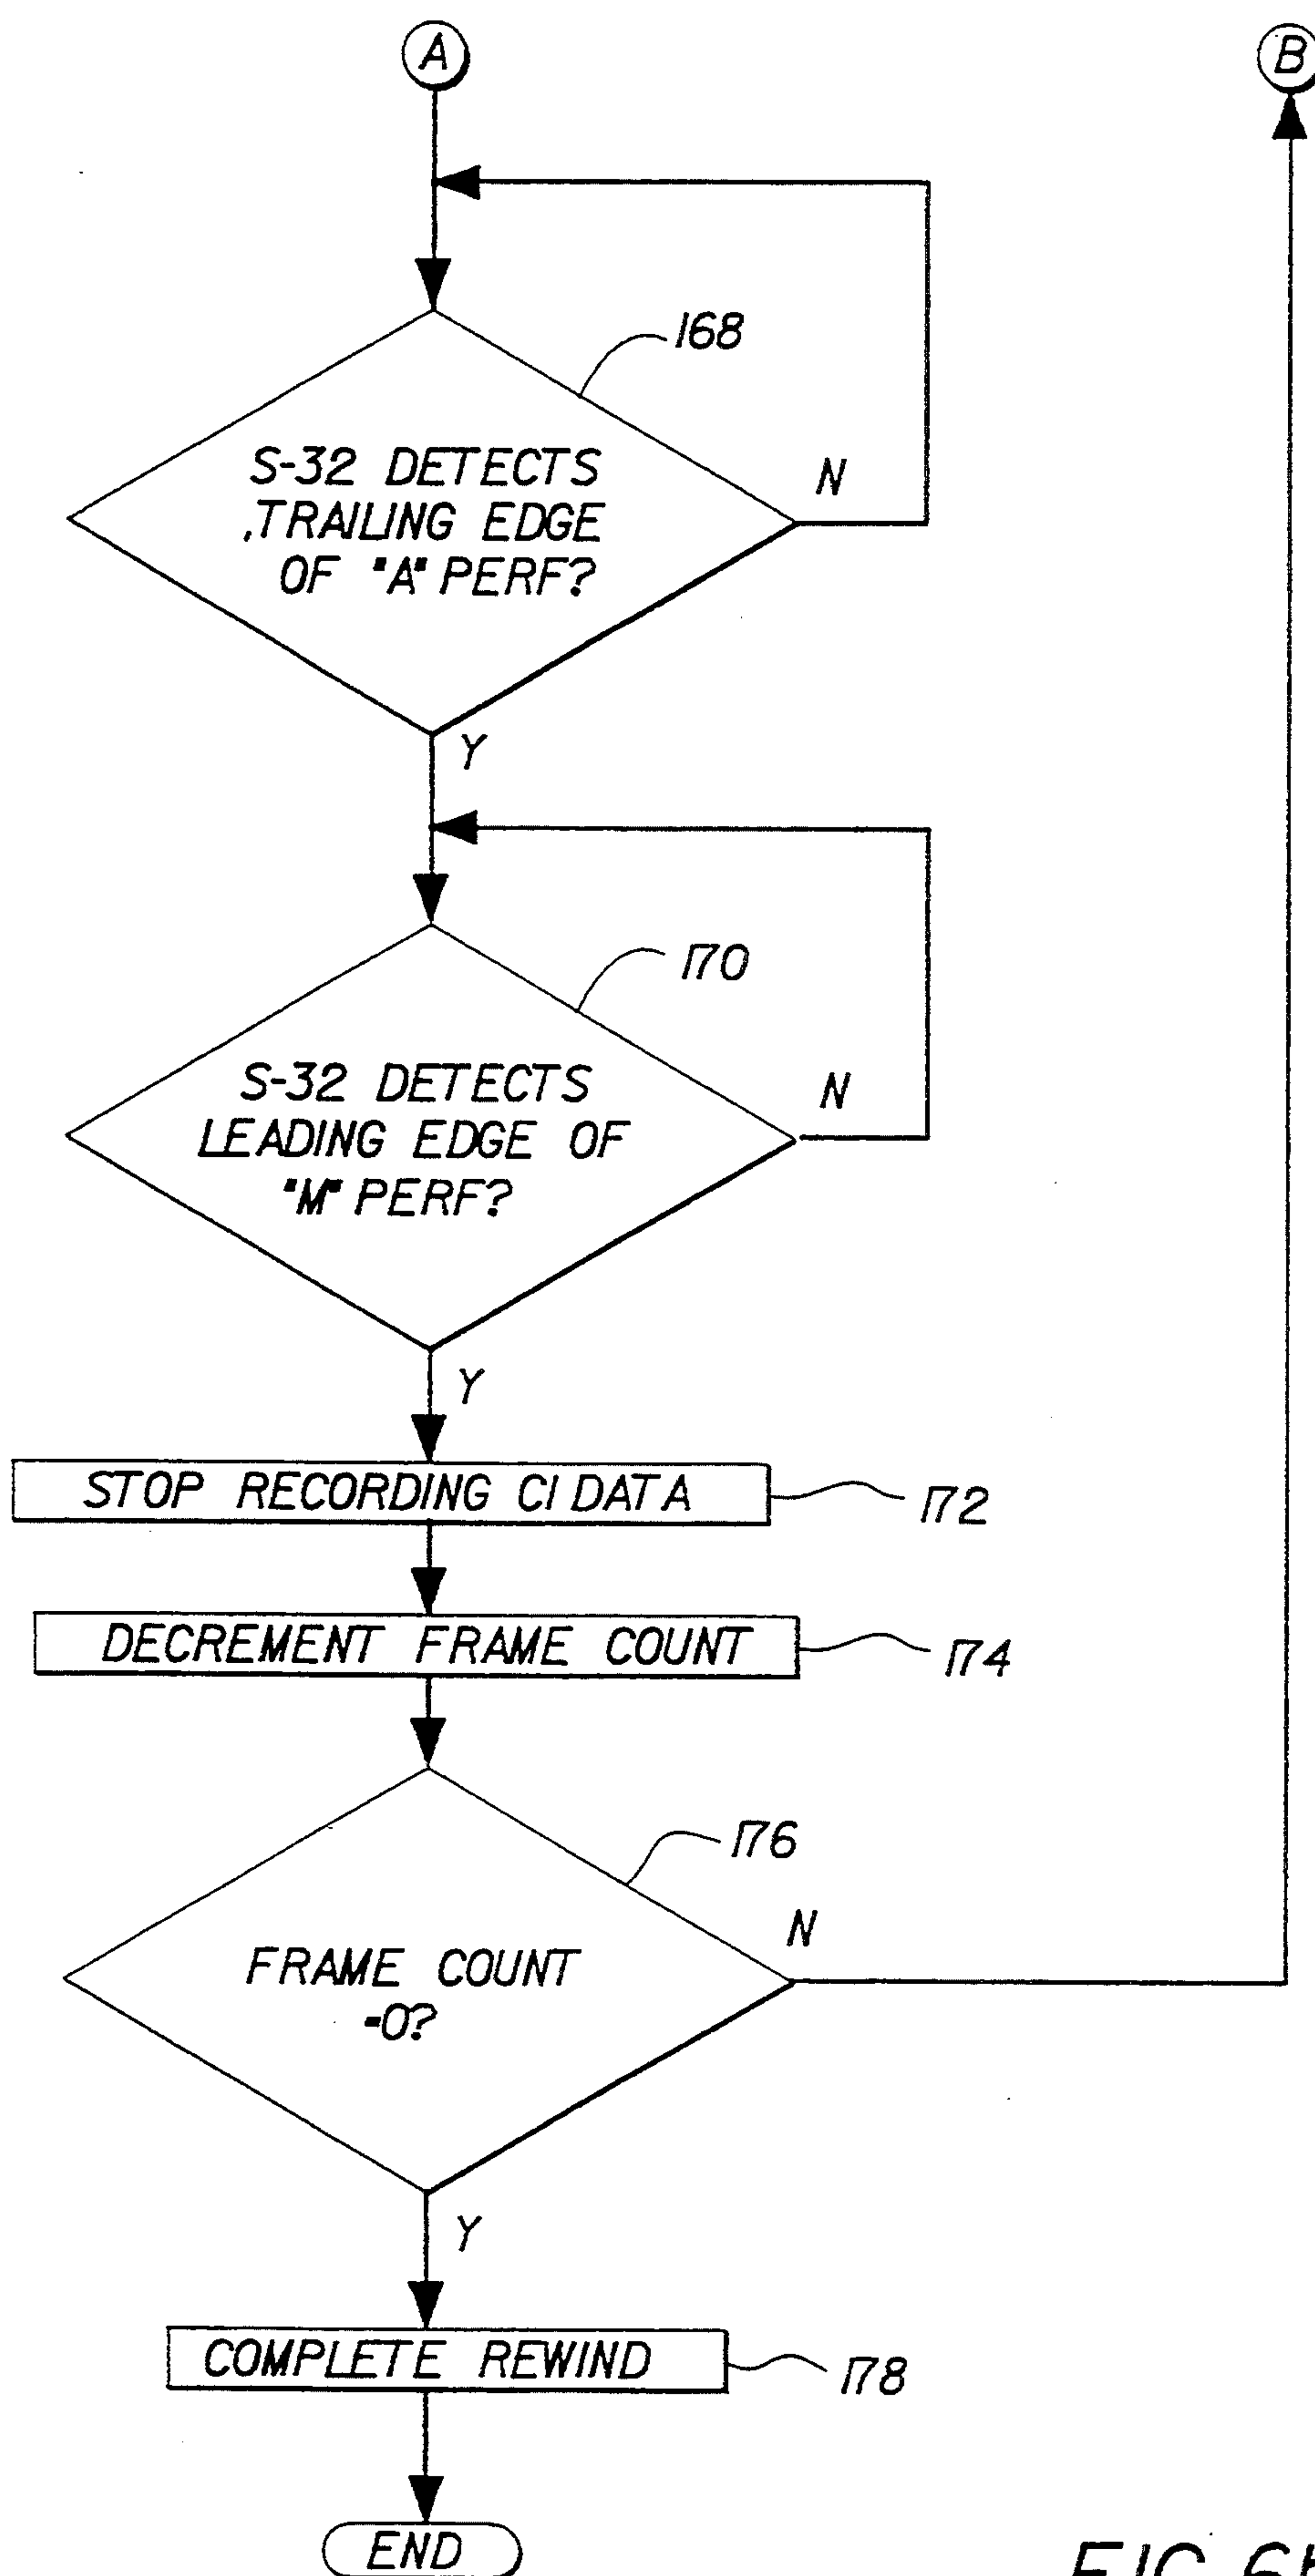 A
B
168
S-32 DETECTS
TRAILING EDGE
OF "A" PERF?
N
Y
170
S-32 DETECTS
LEADING EDGE OF
"M" PERF?
N
Y
STOP RECORDING CI DATA
172
DECREMENT FRAME COUNT
174
176
FRAME COUNT
=0?
N
Y
COMPLETE REWIND
178
END